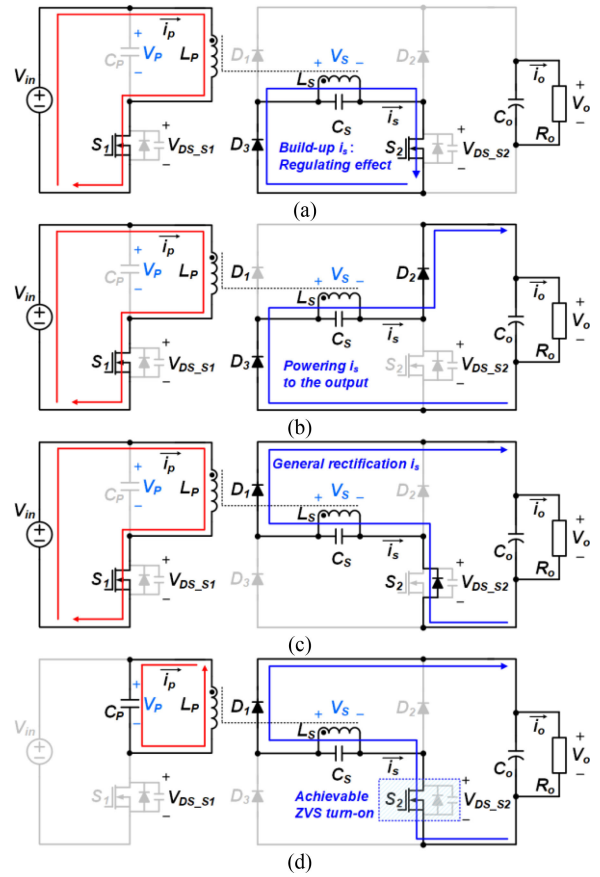 i_p
+
V_P
−
C_P
L_P
V_in
S_1
+
V_DS_S1
−
D_1
+ V_S −
L_S
C_S
i_s
D_2
D_3
Build-up i_s:
Regulating effect
S_2
+
V_DS_S2
−
C_o
i_o
+
V_o
−
R_o
(a)
i_p
+
V_P
−
C_P
L_P
V_in
S_1
+
V_DS_S1
−
D_1
+ V_S −
L_S
C_S
i_s
D_2
D_3
Powering i_s
to the output
S_2
+
V_DS_S2
−
C_o
i_o
+
V_o
−
R_o
(b)
i_p
+
V_P
−
C_P
L_P
V_in
S_1
+
V_DS_S1
−
General rectification i_s
D_1
+ V_S −
L_S
C_S
i_s
D_2
D_3
S_2
+
V_DS_S2
−
C_o
i_o
+
V_o
−
R_o
(c)
i_p
+
V_P
−
C_P
L_P
V_in
S_1
+
V_DS_S1
−
D_1
+ V_S −
L_S
C_S
i_s
D_2
D_3
Achievable
ZVS turn-on
S_2
+
V_DS_S2
−
C_o
i_o
+
V_o
−
R_o
(d)